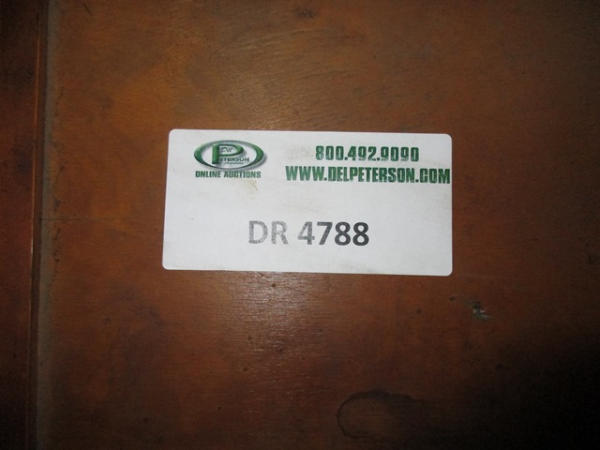 PETERSON
ONLINE AUCTIONS
800.492.9090
WWW.DELPETERSON.COM
DR 4788